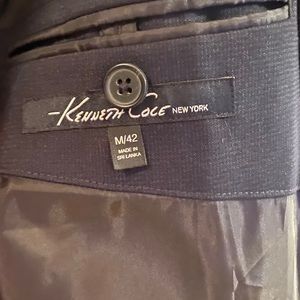 KENNETH COLE NEW YORK
M/42
MADE IN
SRI LANKA